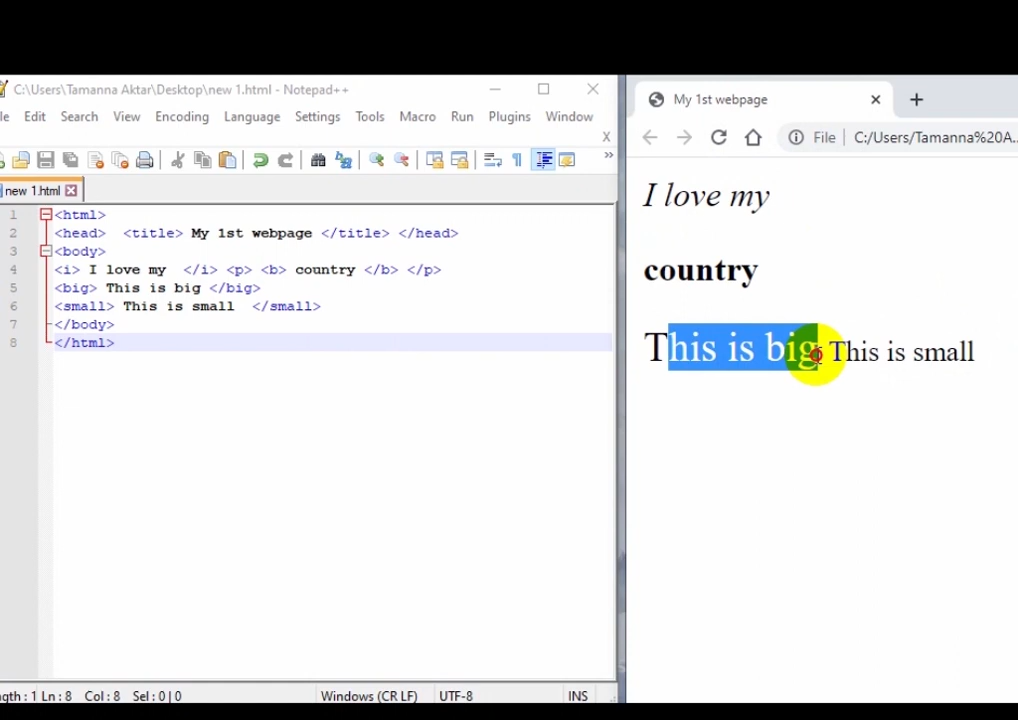 C:\Users\Tamanna Aktar\Desktop\new 1.html - Notepad++
Edit Search View Encoding Language Settings Tools Macro Run Plugins Window
X
»
new 1.html
1 <html>
2 <head> <title> My 1st webpage </title> </head>
3 <body>
4 <i> I love my </i> <p> <b> country </b> </p>
5 <big> This is big </big>
6 <small> This is small </small>
7 </body>
8 </html>
Ln:8 Col:8 Sel:0|0 Windows (CR LF) UTF-8 INS
My 1st webpage
File C:/Users/Tamanna%20A...
I love my
country
This is big This is small